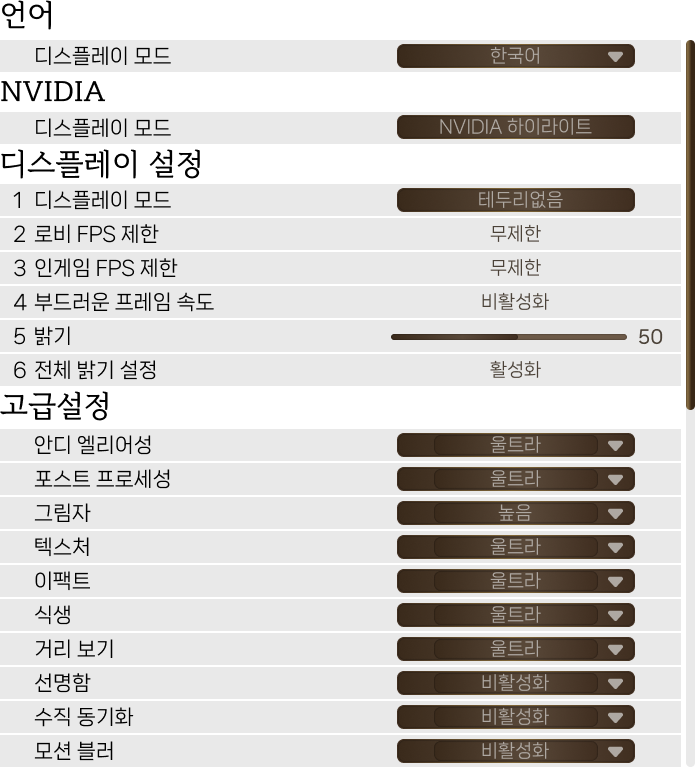 언어
디스플레이 모드 한국어
NVIDIA
디스플레이 모드 NVIDIA 하이라이트
디스플레이 설정
1 디스플레이 모드 테두리없음
2 로비 FPS 제한 무제한
3 인게임 FPS 제한 무제한
4 부드러운 프레임 속도 비활성화
5 밝기 50
6 전체 밝기 설정 활성화
고급설정
안디 엘리어성 울트라
포스트 프로세성 울트라
그림자 높음
텍스처 울트라
이팩트 울트라
식생 울트라
거리 보기 울트라
선명함 비활성화
수직 동기화 비활성화
모션 블러 비활성화